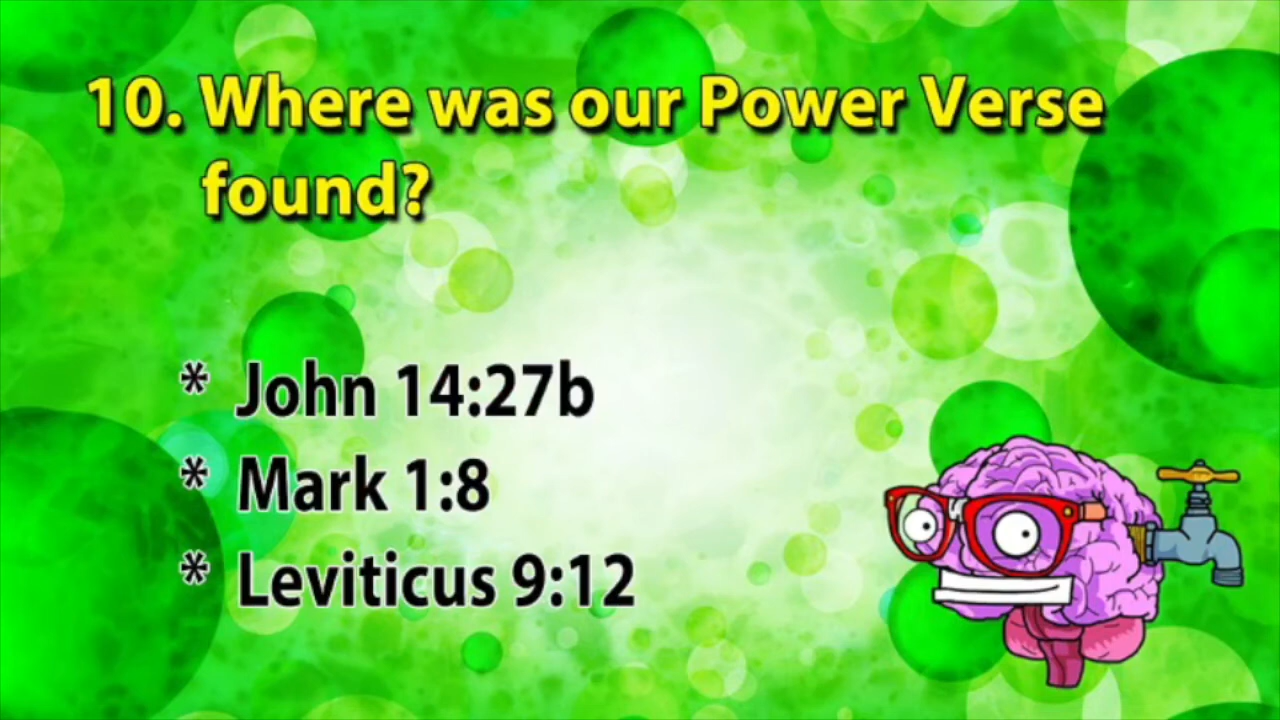 10. Where was our Power Verse
found?
* John 14:27b
* Mark 1:8
* Leviticus 9:12